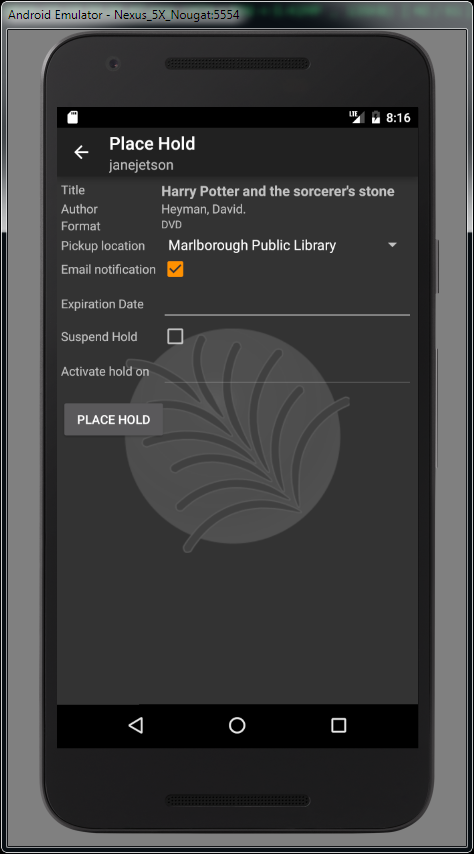 Android Emulator - Nexus_5X_Nougat:5554
LTE 8:16
Place Hold
janejetson
Title Harry Potter and the sorcerer's stone
Author Heyman, David.
Format DVD
Pickup location Marlborough Public Library
Email notification
Expiration Date
Suspend Hold
Activate hold on
PLACE HOLD